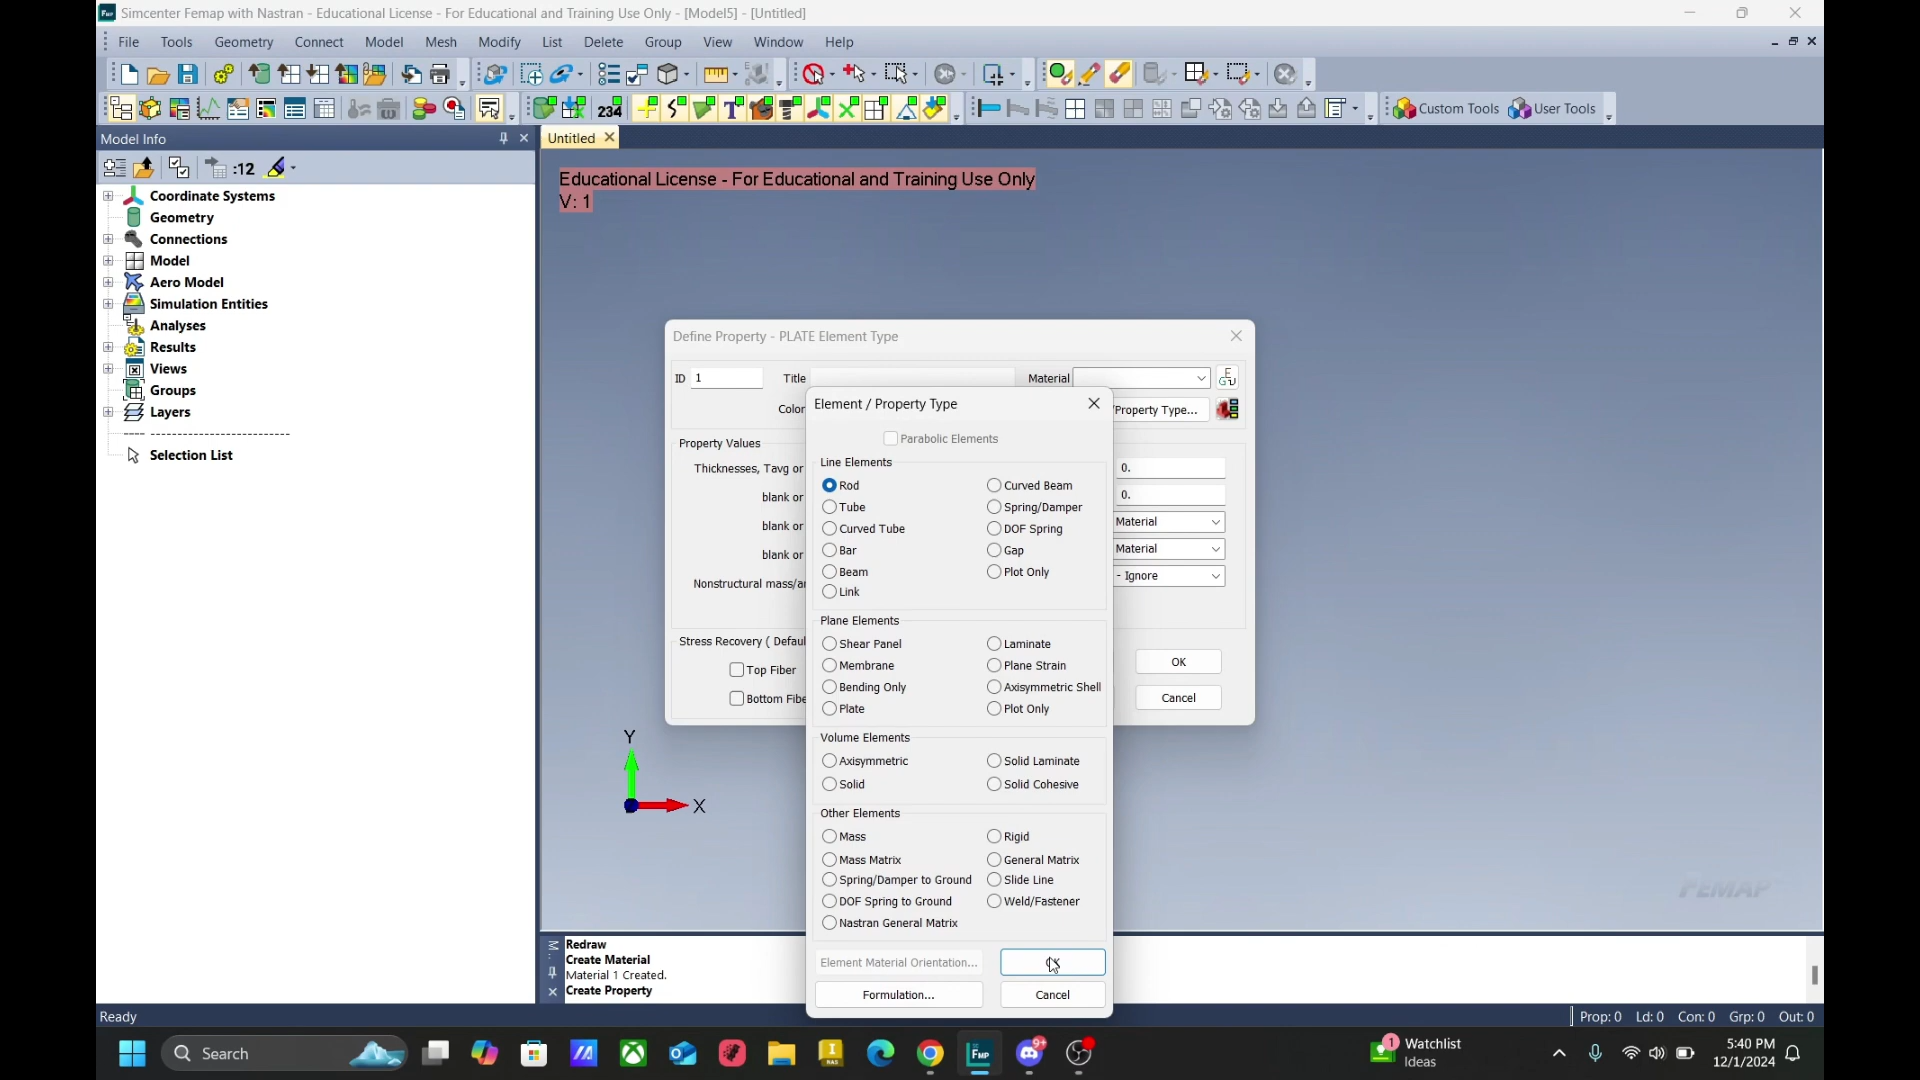 Simcenter Femap with Nastran - Educational License - For Educational and Training Use Only - [Model5] - [Untitled]
File Tools Geometry Connect Model Mesh Modify List Delete Group View Window Help
234
Custom Tools User Tools
Model Info
Untitled
:12
Coordinate Systems
Geometry
Connections
Model
Aero Model
Simulation Entities
Analyses
Results
Views
Groups
Layers
Selection List
Educational License - For Educational and Training Use Only
V: 1
Define Property - PLATE Element Type
ID 1 Title Material
Color /Property Type...
Property Values
Thicknesses, Tavg or 0.
blank or 0.
blank or Material
blank or Material
Nonstructural mass/ar - Ignore
Stress Recovery ( Defaul
Top Fiber OK
Bottom Fibe Cancel
Element / Property Type
Parabolic Elements
Line Elements
Rod Curved Beam
Tube Spring/Damper
Curved Tube DOF Spring
Bar Gap
Beam Plot Only
Link
Plane Elements
Shear Panel Laminate
Membrane Plane Strain
Bending Only Axisymmetric Shell
Plate Plot Only
Volume Elements
Axisymmetric Solid Laminate
Solid Solid Cohesive
Other Elements
Mass Rigid
Mass Matrix General Matrix
Spring/Damper to Ground Slide Line
DOF Spring to Ground Weld/Fastener
Nastran General Matrix
Element Material Orientation...
Formulation... Cancel
Y
X
FEMAP
Redraw
Create Material
Material 1 Created.
Create Property
Ready
Prop: 0 Ld: 0 Con: 0 Grp: 0 Out: 0
Search
Watchlist
Ideas
5:40 PM
12/1/2024